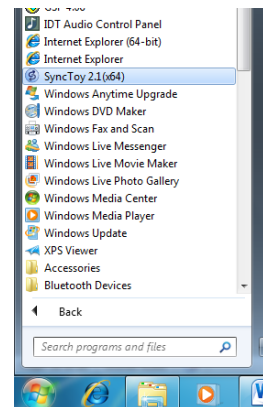 IDT Audio Control Panel
Internet Explorer (64-bit)
Internet Explorer
SyncToy 2.1(x64)
Windows Anytime Upgrade
Windows DVD Maker
Windows Fax and Scan
Windows Live Messenger
Windows Live Movie Maker
Windows Live Photo Gallery
Windows Media Center
Windows Media Player
Windows Update
XPS Viewer
Accessories
Bluetooth Devices
Back
Search programs and files